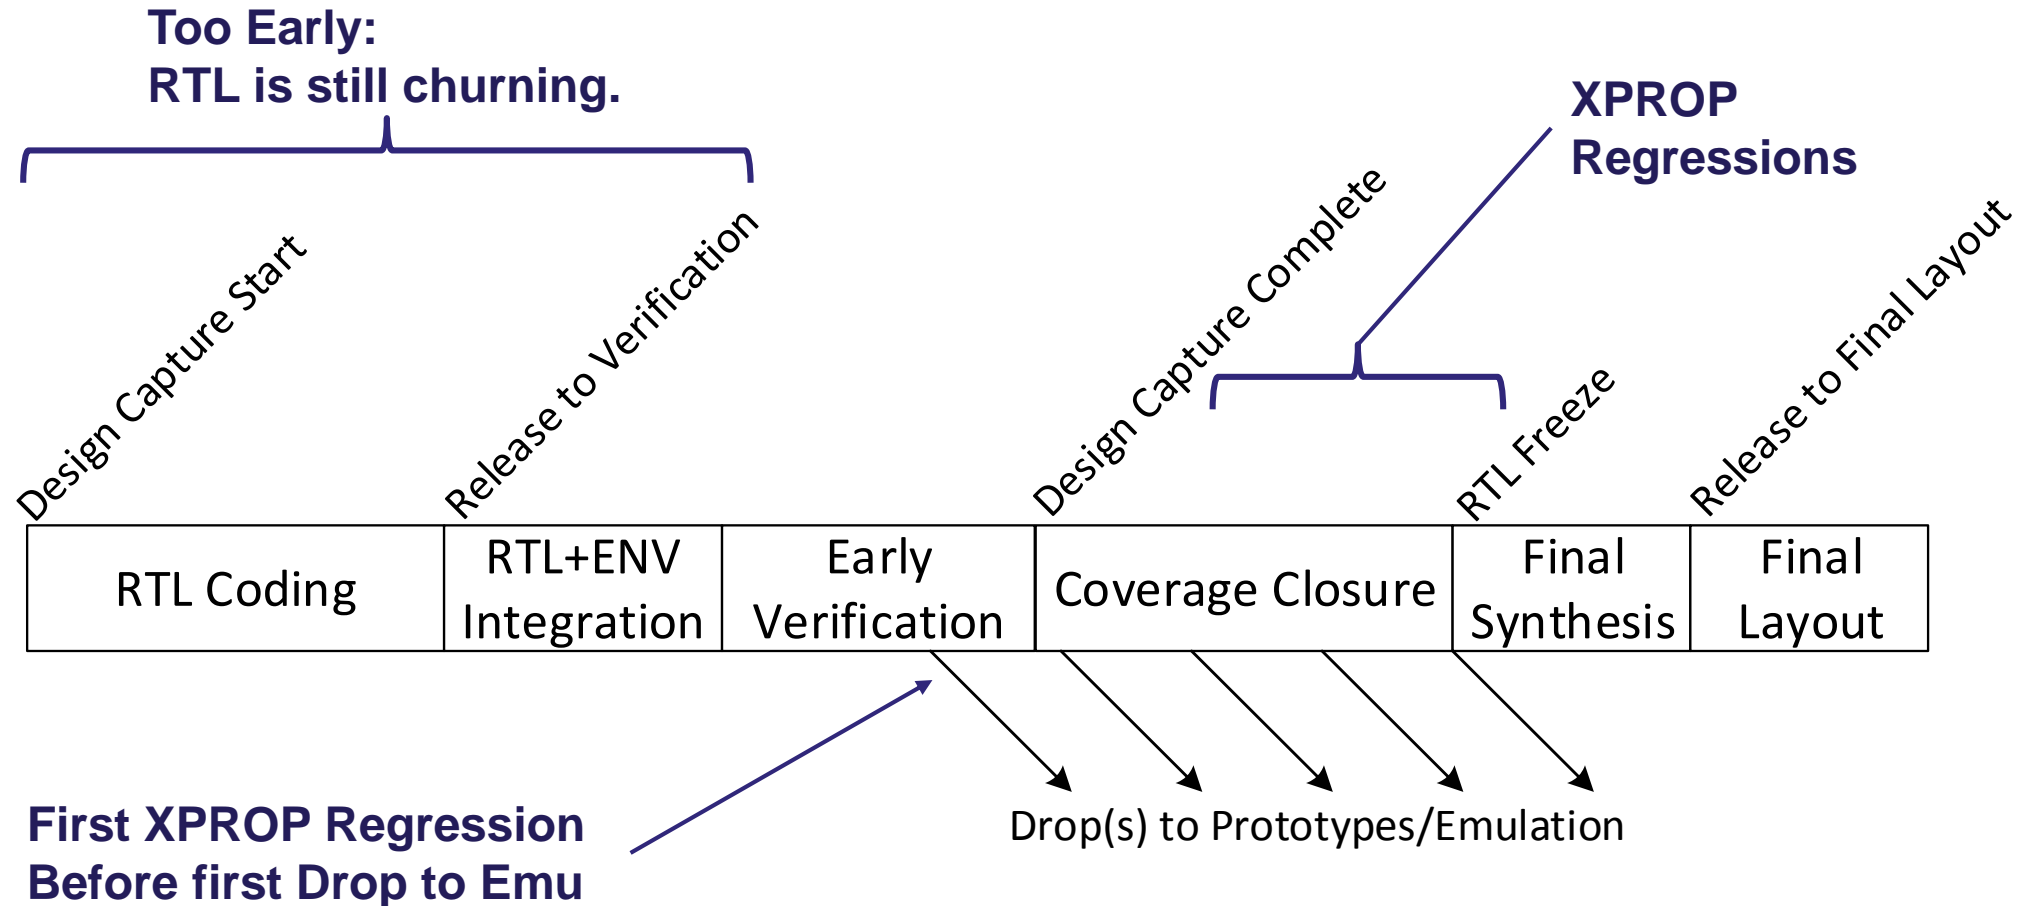 Too Early:
RTL is still churning.
XPROP
Regressions
Design Capture Start
Release to Verification
Design Capture Complete
RTL Freeze
Release to Final Layout
RTL Coding
RTL+ENV
Integration
Early
Verification
Coverage Closure
Final
Synthesis
Final
Layout
Drop(s) to Prototypes/Emulation
First XPROP Regression
Before first Drop to Emu